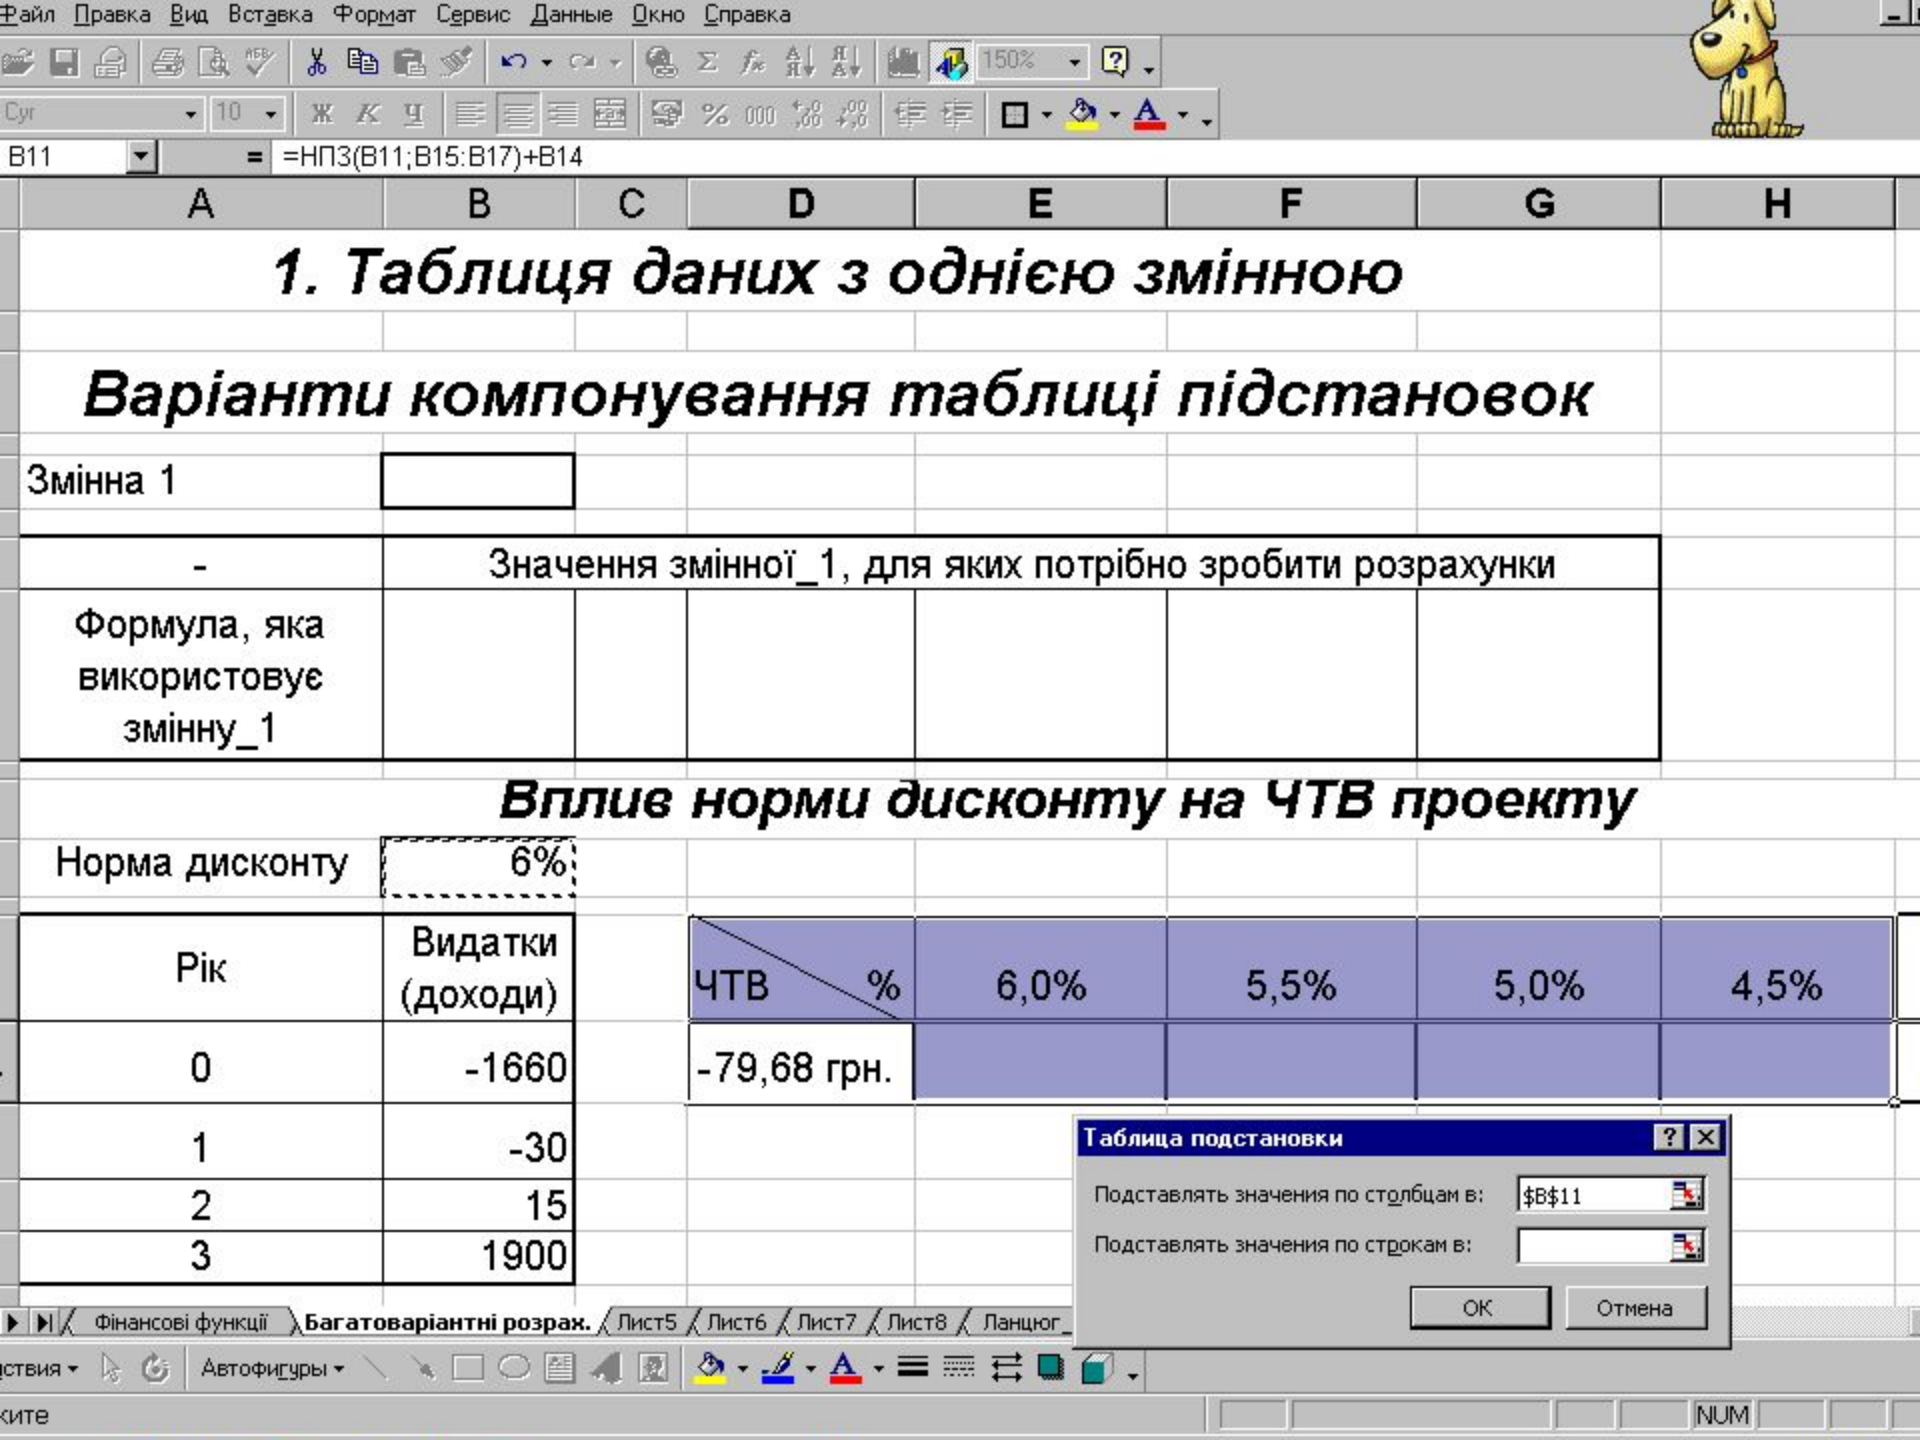 Файл Правка Вид Вставка Формат Сервис Данные Окно Справка
150%
Cyr 10 Ж К Ч % 000
B11 = =НПЗ(B11;B15:B17)+B14
A B C D E F G H
1. Таблиця даних з однією змінною
Варіанти компонування таблиці підстановок
Змінна 1
- Значення змінної_1, для яких потрібно зробити розрахунки
Формула, яка
використовує
змінну_1
Вплив норми дисконту на ЧТВ проекту
Норма дисконту 6%
Рік Видатки
(доходи)
ЧТВ % 6,0% 5,5% 5,0% 4,5%
0 -1660 -79,68 грн.
1 -30
2 15
3 1900
Таблица подстановки
Подставлять значения по столбцам в: $B$11
Подставлять значения по строкам в:
ОК Отмена
Фінансові функції Багатоваріантні розрах. Лист5 Лист6 Лист7 Лист8 Ланцюг_
ствия Автофигуры
ките NUM